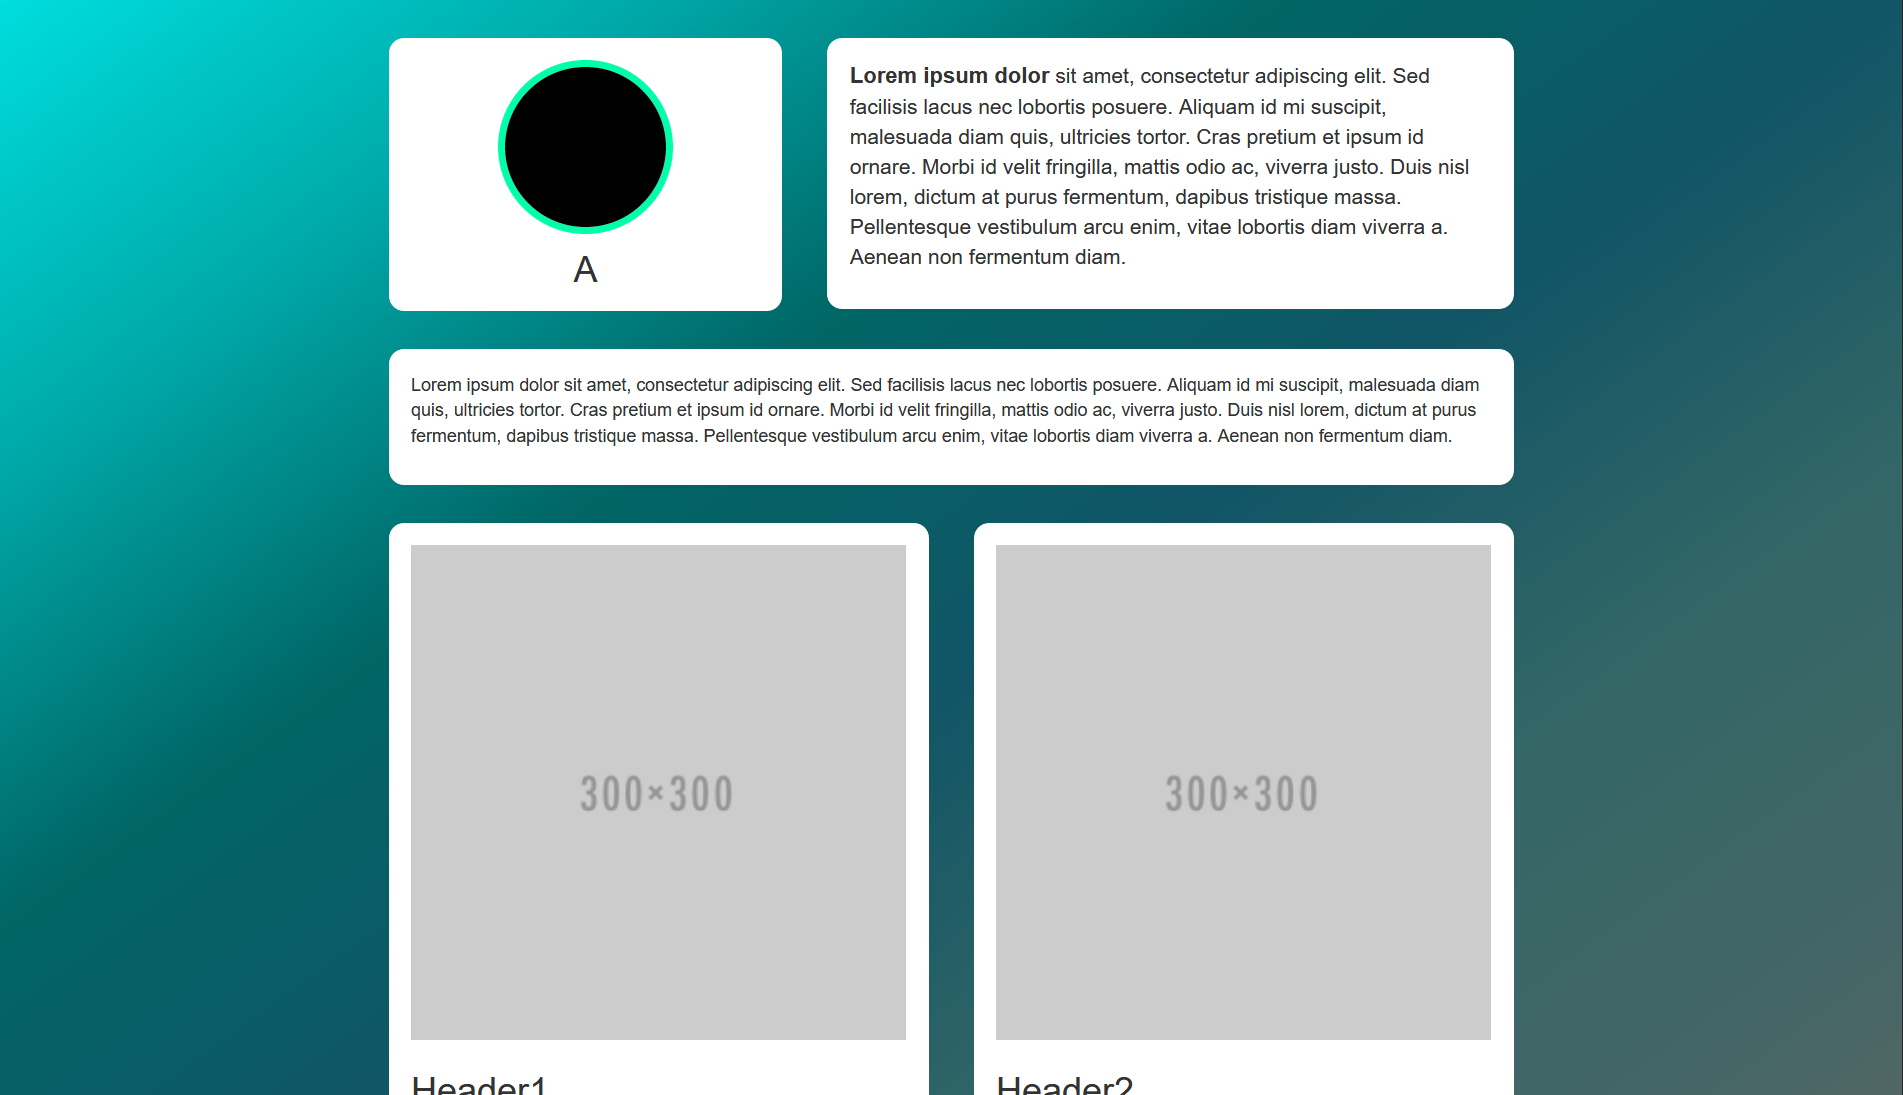 A
Lorem ipsum dolor sit amet, consectetur adipiscing elit. Sed
facilisis lacus nec lobortis posuere. Aliquam id mi suscipit,
malesuada diam quis, ultricies tortor. Cras pretium et ipsum id
ornare. Morbi id velit fringilla, mattis odio ac, viverra justo. Duis nisl
lorem, dictum at purus fermentum, dapibus tristique massa.
Pellentesque vestibulum arcu enim, vitae lobortis diam viverra a.
Aenean non fermentum diam.
Lorem ipsum dolor sit amet, consectetur adipiscing elit. Sed facilisis lacus nec lobortis posuere. Aliquam id mi suscipit, malesuada diam
quis, ultricies tortor. Cras pretium et ipsum id ornare. Morbi id velit fringilla, mattis odio ac, viverra justo. Duis nisl lorem, dictum at purus
fermentum, dapibus tristique massa. Pellentesque vestibulum arcu enim, vitae lobortis diam viverra a. Aenean non fermentum diam.
300×300
Header1
300×300
Header2